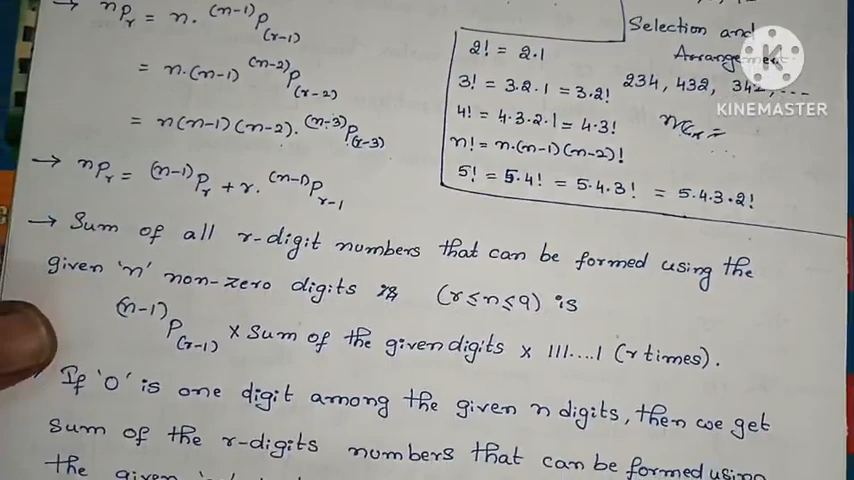 → ⁿPᵣ = n. ⁽ⁿ⁻¹⁾P₍ᵣ₋₁₎
= n.(n-1) ⁽ⁿ⁻²⁾P₍ᵣ₋₂₎
= n(n-1)(n-2). ⁽ⁿ⁻³⁾P₍ᵣ₋₃₎
→ ⁿPᵣ = ⁽ⁿ⁻¹⁾Pᵣ + r. ⁽ⁿ⁻¹⁾Pᵣ₋₁
2! = 2.1
3! = 3.2.1 = 3.2!
4! = 4.3.2.1 = 4.3!
n! = n.(n-1)(n-2)!
5! = 5.4! = 5.4.3! = 5.4.3.2!
Selection and
Arrangement
234, 432, 342, ...
ⁿCᵣ =
KINEMASTER
→ Sum of all r-digit numbers that can be formed using the
given 'n' non-zero digits is (r ≤ n ≤ 9) is
⁽ⁿ⁻¹⁾P₍ᵣ₋₁₎ × Sum of the given digits × 111....1 (r times).
If '0' is one digit among the given n digits, then we get
Sum of the r-digits numbers that can be formed using
the given